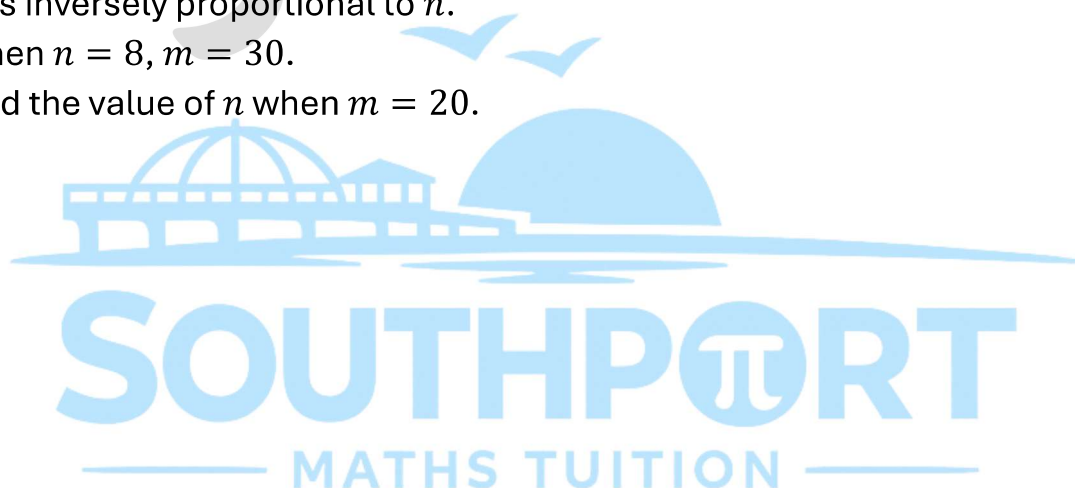 s inversely proportional to n.
en n = 8, m = 30.
d the value of n when m = 20.
SOUTHPORT
MATHS TUITION